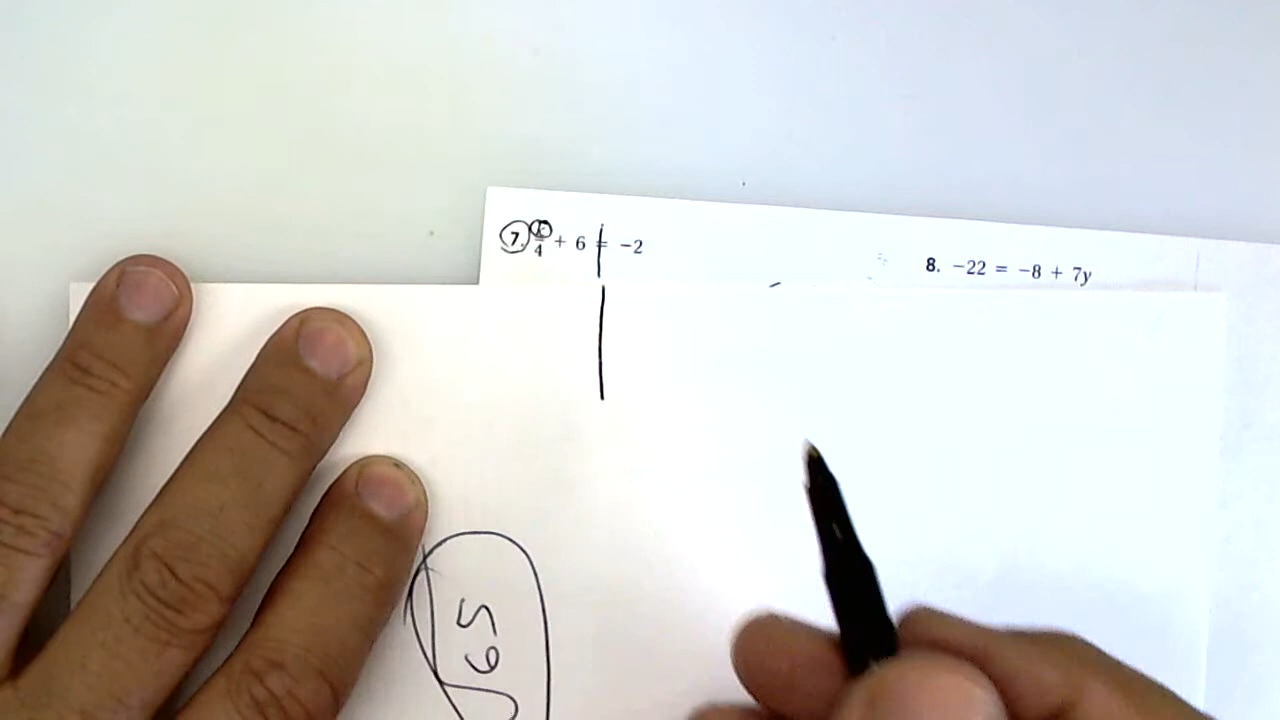 7. k/4 + 6 = -2
8. -22 = -8 + 7y